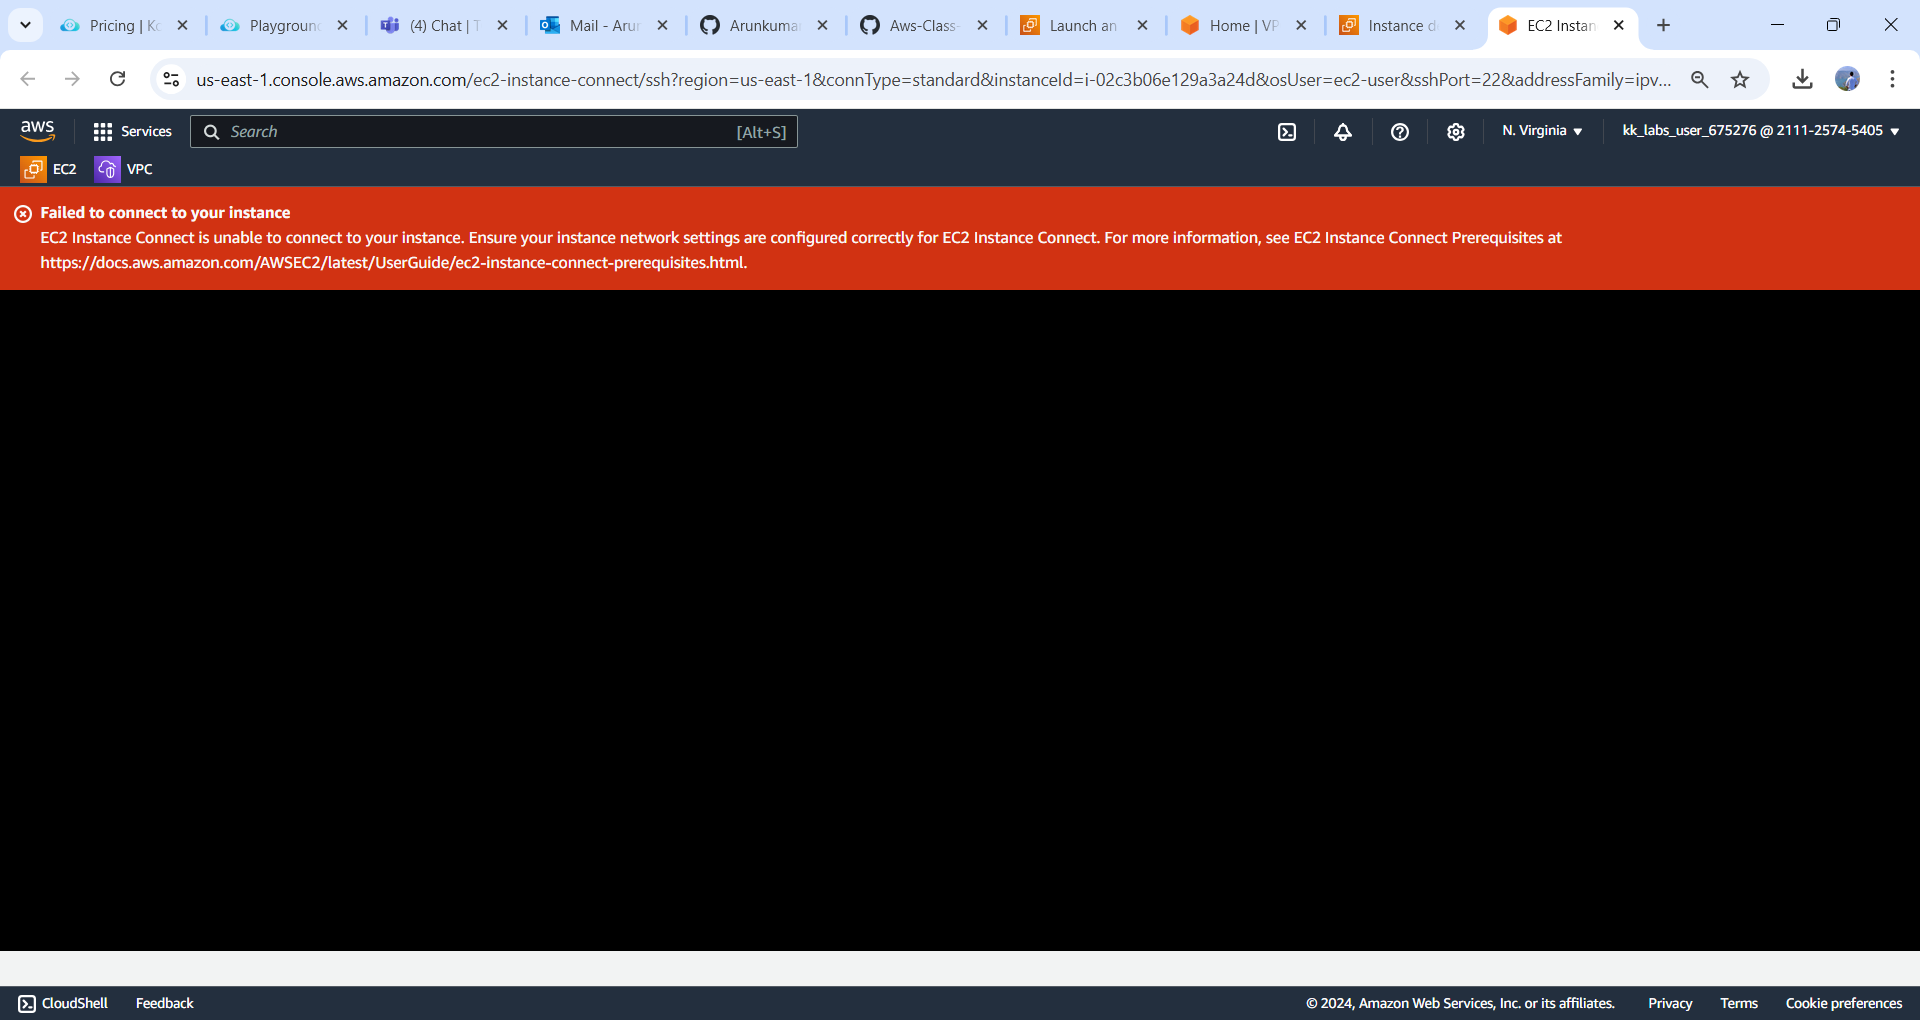 Pricing | Kc
Playground
(4) Chat | T
Mail - Arun
Arunkumar
Aws-Class-
Launch an
Home | VP
Instance de
EC2 Instan
us-east-1.console.aws.amazon.com/ec2-instance-connect/ssh?region=us-east-1&connType=standard&instanceId=i-02c3b06e129a3a24d&osUser=ec2-user&sshPort=22&addressFamily=ipv...
aws
Services
Search
[Alt+S]
N. Virginia
kk_labs_user_675276 @ 2111-2574-5405
EC2
VPC
Failed to connect to your instance
EC2 Instance Connect is unable to connect to your instance. Ensure your instance network settings are configured correctly for EC2 Instance Connect. For more information, see EC2 Instance Connect Prerequisites at
https://docs.aws.amazon.com/AWSEC2/latest/UserGuide/ec2-instance-connect-prerequisites.html.
CloudShell
Feedback
© 2024, Amazon Web Services, Inc. or its affiliates.
Privacy
Terms
Cookie preferences